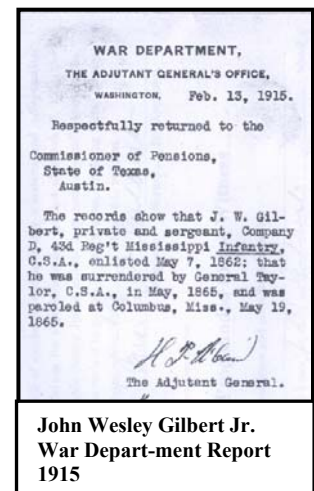 WAR DEPARTMENT,
THE ADJUTANT GENERAL'S OFFICE,
WASHINGTON, Feb. 13, 1915.
Respectfully returned to the
Commissioner of Pensions,
State of Texas,
Austin.
The records show that J. W. Gil-
bert, private and sergeant, Company
D, 43d Reg't Mississippi Infantry,
C.S.A., enlisted May 7, 1862; that
he was surrendered by General Tay-
lor, C.S.A., in May, 1865, and was
paroled at Columbus, Miss., May 19,
1865.
The Adjutant General.
John Wesley Gilbert Jr.
War Depart-ment Report
1915